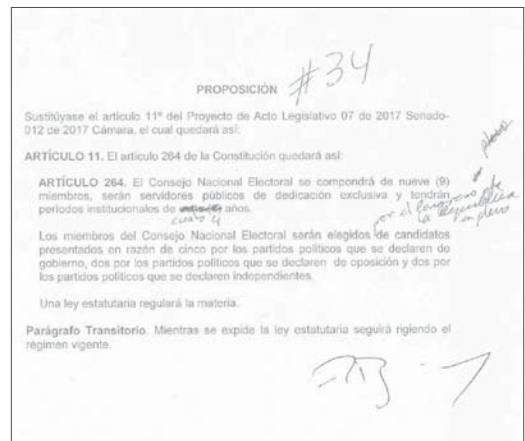 PROPOSICIÓN #34
Sustitúyase el artículo 11º del Proyecto de Acto Legislativo 07 de 2017 Senado-
012 de 2017 Cámara, el cual quedará así:
ARTÍCULO 11. El artículo 264 de la Constitución quedará así:
pleno
ARTÍCULO 264. El Consejo Nacional Electoral se compondrá de nueve (9)
miembros, serán servidores públicos de dedicación exclusiva y tendrán
periodos institucionales de años.
cuatro 4
por el Congreso de
la República
en pleno
Los miembros del Consejo Nacional Electoral serán elegidos de candidatos
presentados en razón de cinco por los partidos políticos que se declaren de
gobierno, dos por los partidos políticos que se declaren de oposición y dos por
los partidos políticos que se declaren independientes.
Una ley estatutaria regulará la materia.
Parágrafo Transitorio. Mientras se expide la ley estatutaria seguirá rigiendo el
régimen vigente.